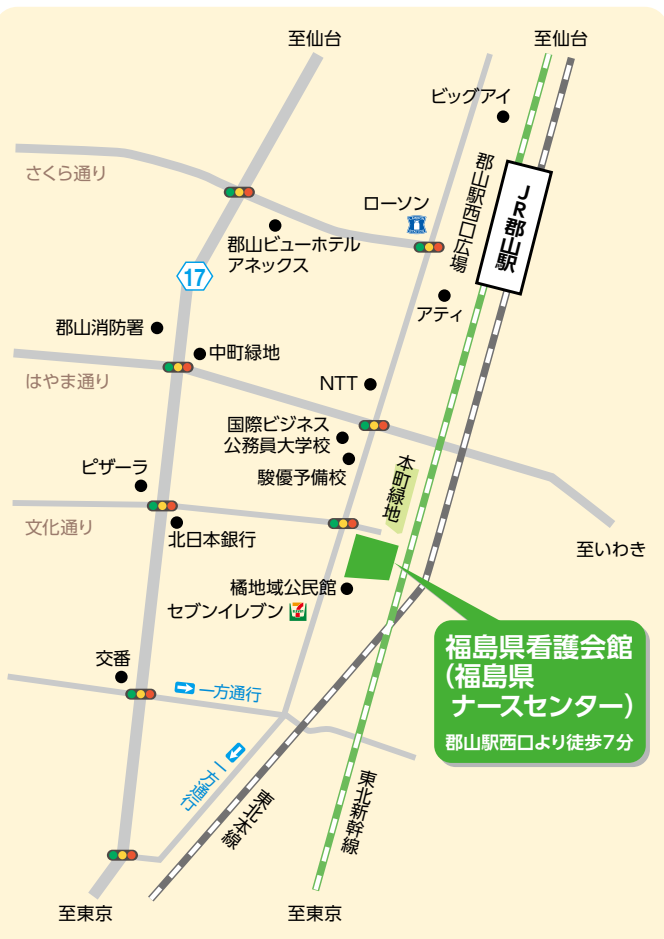 至仙台
至仙台
ビッグアイ
さくら通り
郡山駅西口広場
JR郡山駅
ローソン
郡山ビューホテル
アネックス
17
アティ
郡山消防署
中町緑地
はやま通り
NTT
国際ビジネス
公務員大学校
駿優予備校
本町緑地
ピザーラ
文化通り
北日本銀行
至いわき
橘地域公民館
セブンイレブン
福島県看護会館
(福島県
ナースセンター)
郡山駅西口より徒歩7分
交番
一方通行
一方通行
東北本線
東北新幹線
至東京
至東京